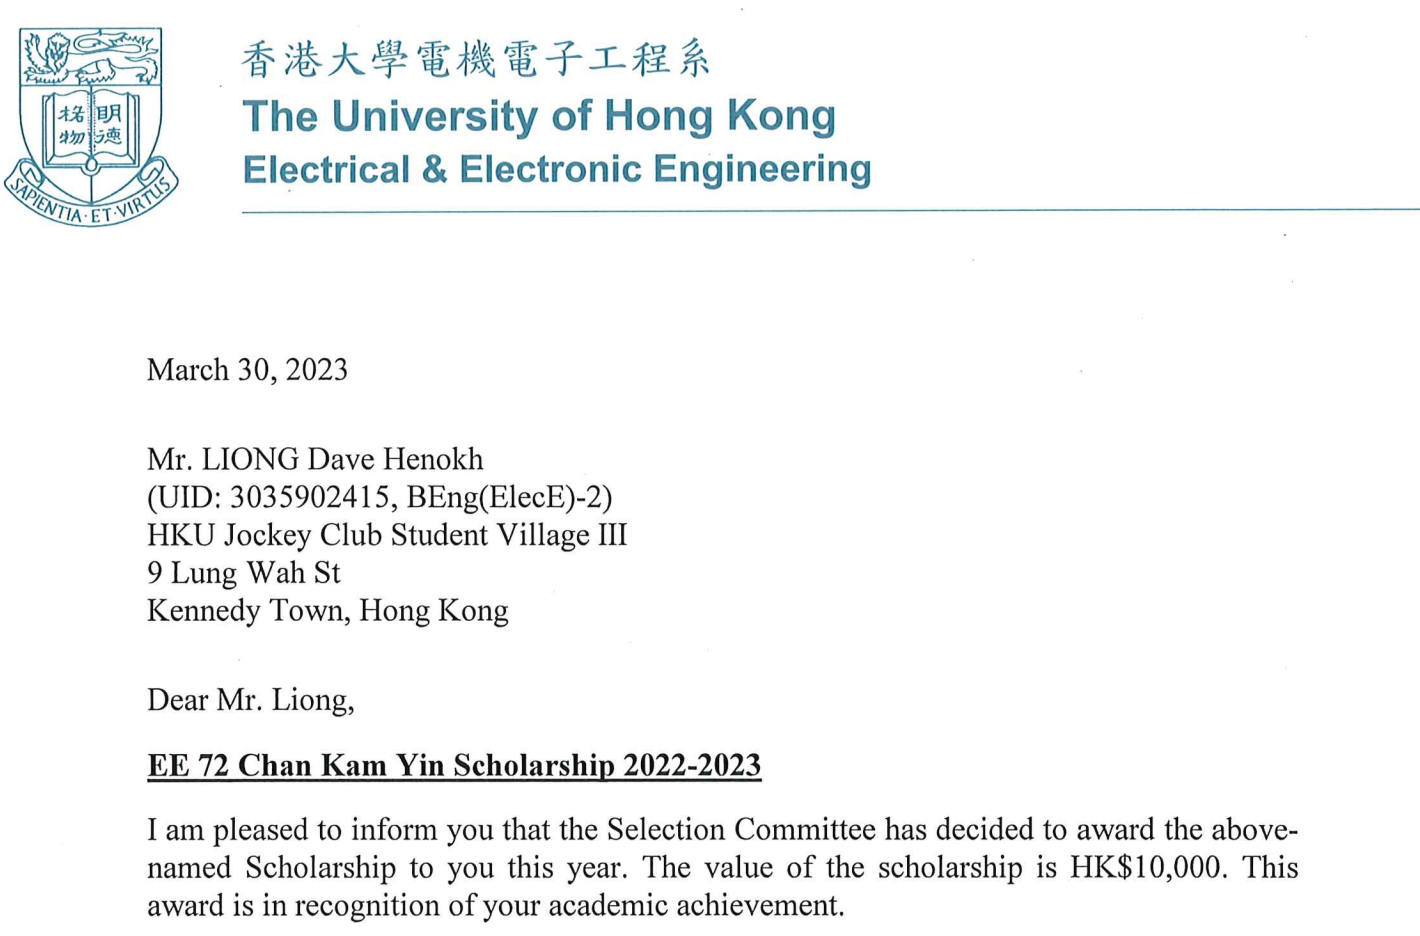 香港大學電機電子工程系
The University of Hong Kong
Electrical & Electronic Engineering
格物 明德
SAPIENTIA·ET·VIRTUS
March 30, 2023
Mr. LIONG Dave Henokh
(UID: 3035902415, BEng(ElecE)-2)
HKU Jockey Club Student Village III
9 Lung Wah St
Kennedy Town, Hong Kong
Dear Mr. Liong,
EE 72 Chan Kam Yin Scholarship 2022-2023
I am pleased to inform you that the Selection Committee has decided to award the above-
named Scholarship to you this year. The value of the scholarship is HK$10,000. This
award is in recognition of your academic achievement.